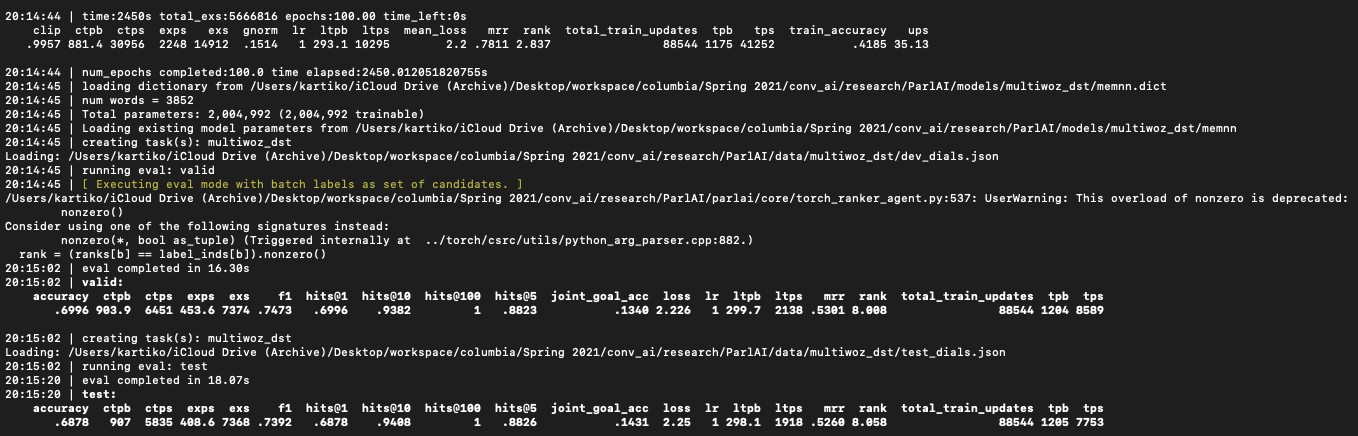 20:14:44 | time:2450s total_exs:5666816 epochs:100.00 time_left:0s
clip ctpb ctps exps exs gnorm lr ltpb ltps mean_loss mrr rank total_train_updates tpb tps train_accuracy ups
.9957 881.4 30956 2248 14912 .1514 1 293.1 10295 2.2 .7811 2.837 88544 1175 41252 .4185 35.13
20:14:44 | num_epochs completed:100.0 time elapsed:2450.012051820755s
20:14:45 | loading dictionary from /Users/kartiko/iCloud Drive (Archive)/Desktop/workspace/columbia/Spring 2021/conv_ai/research/ParlAI/models/multiwoz_dst/memnn.dict
20:14:45 | num words = 3852
20:14:45 | Total parameters: 2,004,992 (2,004,992 trainable)
20:14:45 | Loading existing model parameters from /Users/kartiko/iCloud Drive (Archive)/Desktop/workspace/columbia/Spring 2021/conv_ai/research/ParlAI/models/multiwoz_dst/memnn
20:14:45 | creating task(s): multiwoz_dst
Loading: /Users/kartiko/iCloud Drive (Archive)/Desktop/workspace/columbia/Spring 2021/conv_ai/research/ParlAI/data/multiwoz_dst/dev_dials.json
20:14:45 | running eval: valid
20:14:45 | [ Executing eval mode with batch labels as set of candidates. ]
/Users/kartiko/iCloud Drive (Archive)/Desktop/workspace/columbia/Spring 2021/conv_ai/research/ParlAI/parlai/core/torch_ranker_agent.py:537: UserWarning: This overload of nonzero is deprecated:
nonzero()
Consider using one of the following signatures instead:
nonzero(*, bool as_tuple) (Triggered internally at  ../torch/csrc/utils/python_arg_parser.cpp:882.)
rank = (ranks[b] == label_inds[b]).nonzero()
20:15:02 | eval completed in 16.30s
20:15:02 | valid:
accuracy ctpb ctps exps exs f1 hits@1 hits@10 hits@100 hits@5 joint_goal_acc loss lr ltpb ltps mrr rank total_train_updates tpb tps
.6996 903.9 6451 453.6 7374 .7473 .6996 .9382 1 .8823 .1340 2.226 1 299.7 2138 .5301 8.008 88544 1204 8589
20:15:02 | creating task(s): multiwoz_dst
Loading: /Users/kartiko/iCloud Drive (Archive)/Desktop/workspace/columbia/Spring 2021/conv_ai/research/ParlAI/data/multiwoz_dst/test_dials.json
20:15:02 | running eval: test
20:15:20 | eval completed in 18.07s
20:15:20 | test:
accuracy ctpb ctps exps exs f1 hits@1 hits@10 hits@100 hits@5 joint_goal_acc loss lr ltpb ltps mrr rank total_train_updates tpb tps
.6878 907 5835 408.6 7368 .7392 .6878 .9408 1 .8826 .1431 2.25 1 298.1 1918 .5260 8.058 88544 1205 7753